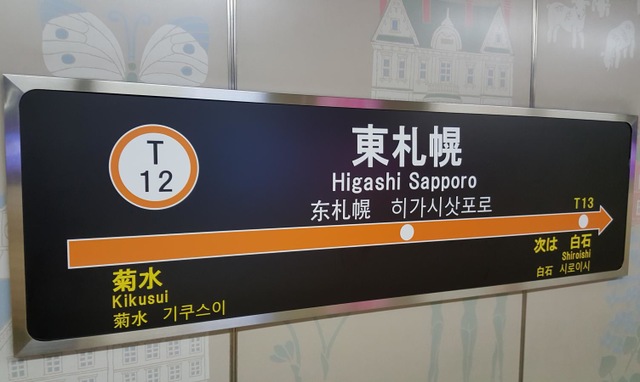 T
12
東札幌
Higashi Sapporo
东札幌 히가시삿포로
T13
次は 白石
Shiroishi
白石 시로이시
菊水
Kikusui
菊水 기쿠스이